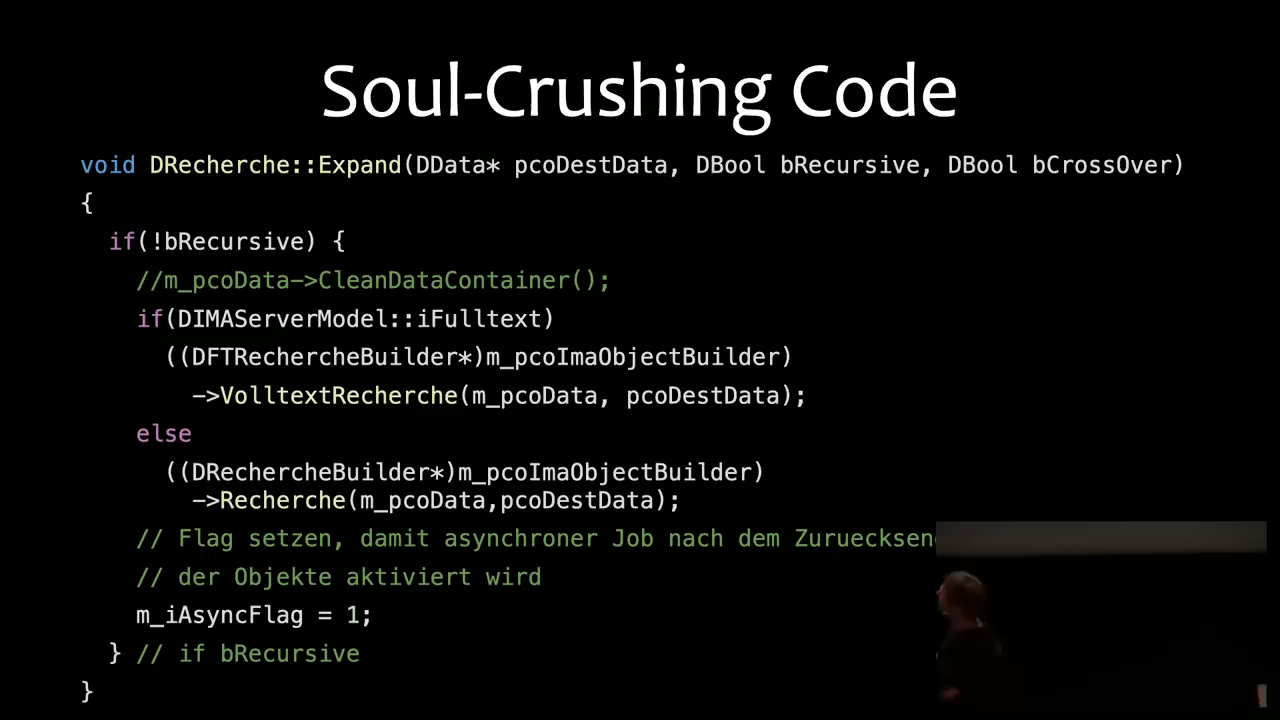 Soul-Crushing Code
void DRecherche::Expand(DData* pcoDestData, DBool bRecursive, DBool bCrossOver)
{
if(!bRecursive) {
//m_pcoData->CleanDataContainer();
if(DIMAServerModel::iFulltext)
((DFTRechercheBuilder*)m_pcoImaObjectBuilder)
->VolltextRecherche(m_pcoData, pcoDestData);
else
((DRechercheBuilder*)m_pcoImaObjectBuilder)
->Recherche(m_pcoData,pcoDestData);
// Flag setzen, damit asynchroner Job nach dem
// der Objekte aktiviert wird
m_iAsyncFlag = 1;
} // if bRecursive
}